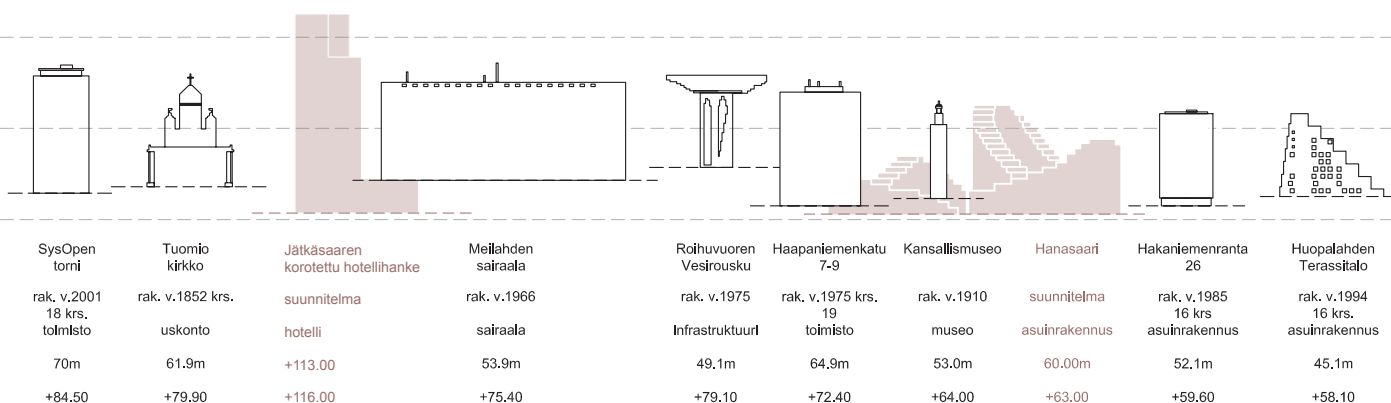 SysOpen
torni
rak. v.2001
18 krs.
tolmisto
70m
+84.50
Tuomio
kirkko
rak. v.1852 krs.
uskonto
61.9m
+79.90
Jätkäsaaren
korotettu hotellihanke
suunnitelma
hotelli
+113.00
+116.00
Meilahden
sairaala
rak. v.1966
sairaala
53.9m
+75.40
Roihuvuoren
Vesirousku
rak. v.1975
Infrastruktuurl
49.1m
+79.10
Haapaniemenkatu
7-9
rak. v.1975 krs.
19
toimisto
64.9m
+72.40
Kansallismuseo
rak. v.1910
museo
53.0m
+64.00
Hanasaari
suunnitelma
asuinrakennus
60.00m
+63.00
Hakaniemenranta
26
rak. v.1985
16 krs
asuinrakennus
52.1m
+59.60
Huopalahden
Terassitalo
rak. v.1994
16 krs.
asuinrakennus
45.1m
+58.10